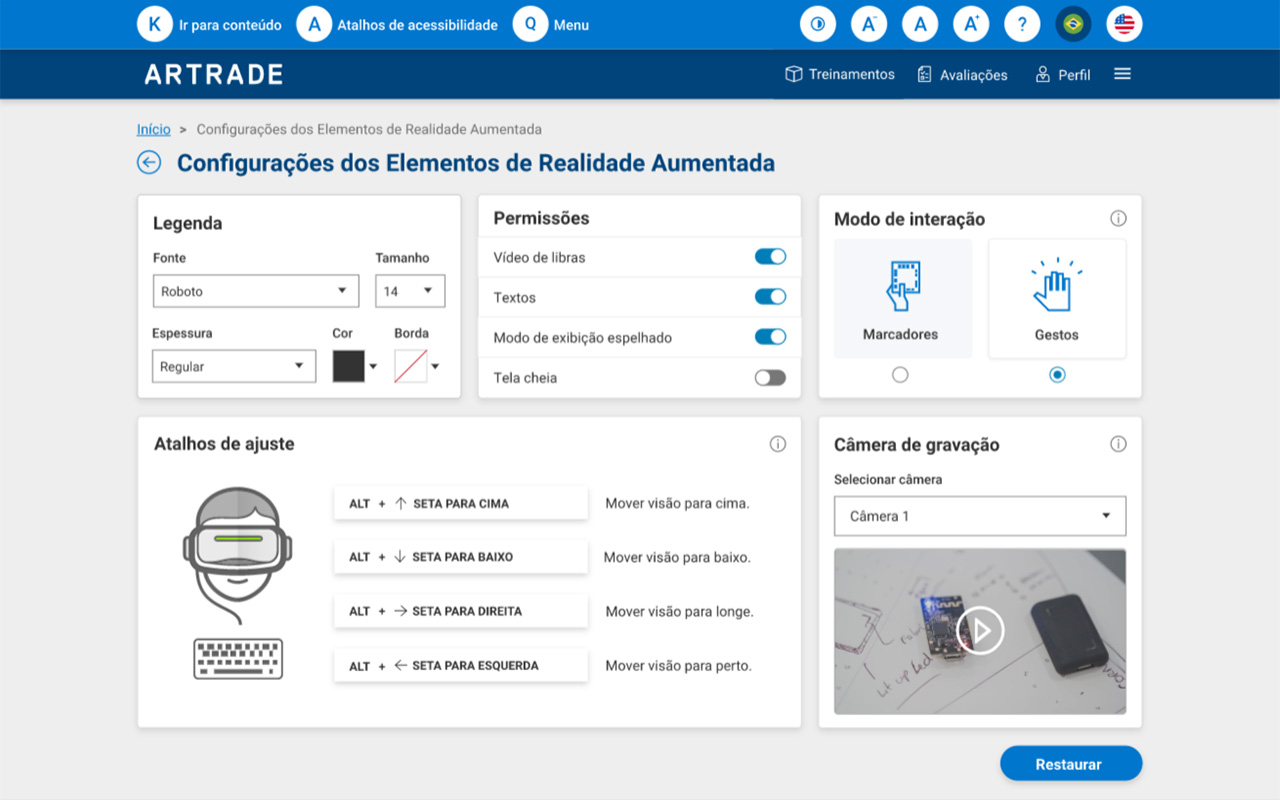 K Ir para conteúdo A Atalhos de acessibilidade Q Menu A- A A+ ?
ARTRADE Treinamentos Avaliações Perfil
Início > Configurações dos Elementos de Realidade Aumentada
Configurações dos Elementos de Realidade Aumentada
Legenda
Fonte Tamanho
Roboto 14
Espessura Cor Borda
Regular
Permissões
Vídeo de libras
Textos
Modo de exibição espelhado
Tela cheia
Modo de interação
Marcadores Gestos
Atalhos de ajuste
ALT + ↑ SETA PARA CIMA Mover visão para cima.
ALT + ↓ SETA PARA BAIXO Mover visão para baixo.
ALT + → SETA PARA DIREITA Mover visão para longe.
ALT + ← SETA PARA ESQUERDA Mover visão para perto.
Câmera de gravação
Selecionar câmera
Câmera 1
Lit up led
Restaurar